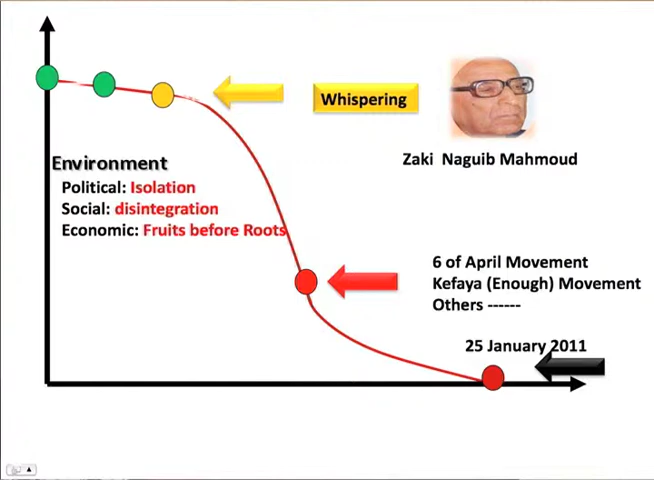 Whispering
Zaki Naguib Mahmoud
Environment
Political: Isolation
Social: disintegration
Economic: Fruits before Roots
6 of April Movement
Kefaya (Enough) Movement
Others ------
25 January 2011